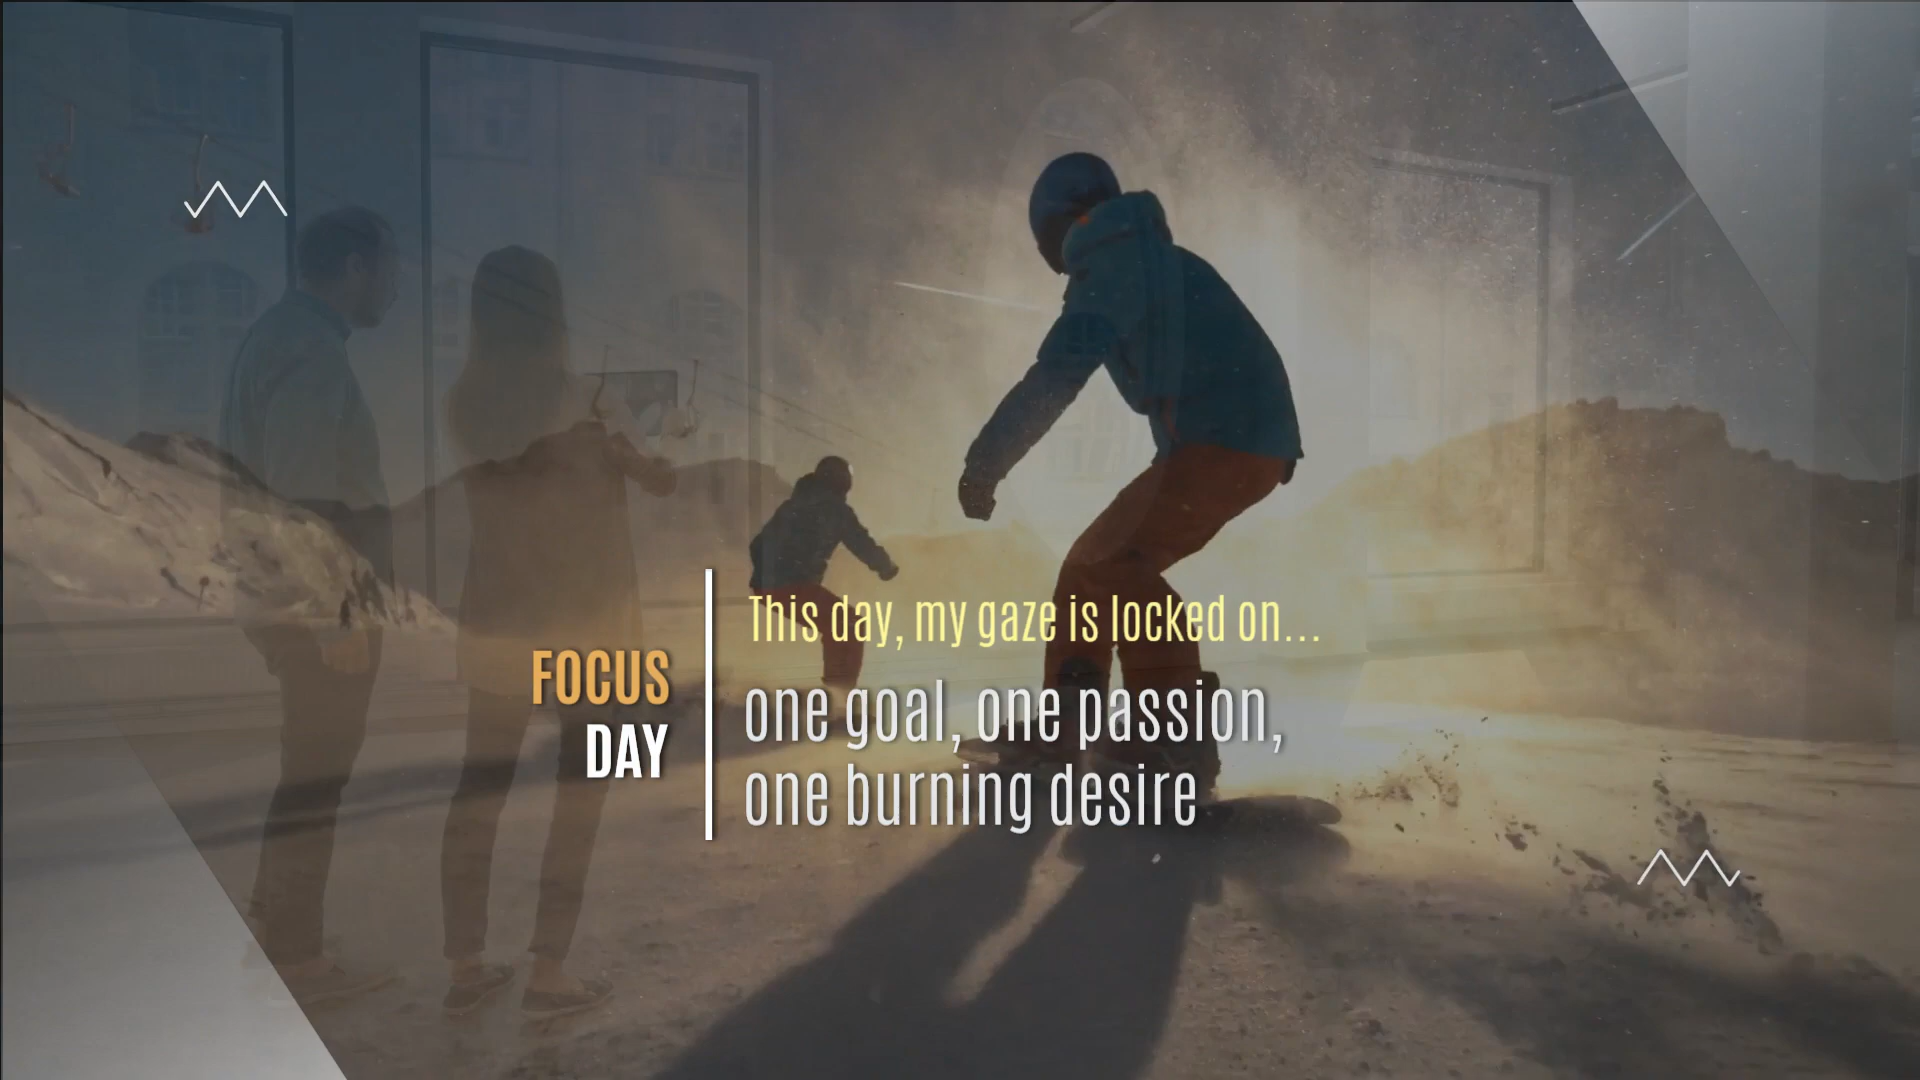 FOCUS
DAY
This day, my gaze is locked on...
one goal, one passion,
one burning desire